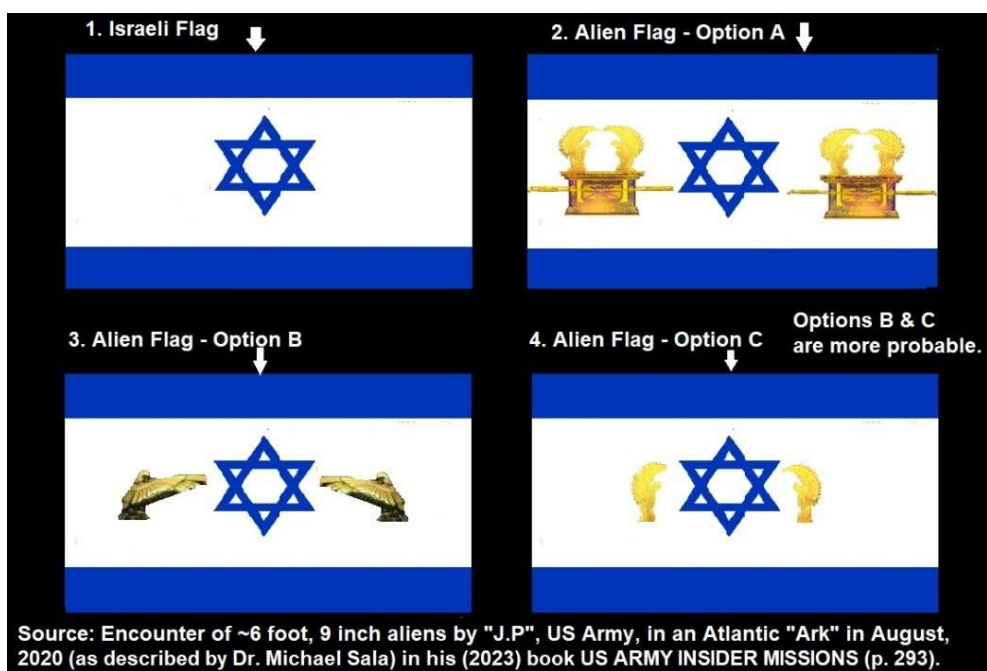 1. Israeli Flag
2. Alien Flag - Option A
3. Alien Flag - Option B
4. Alien Flag - Option C
Options B & C
are more probable.
Source: Encounter of ~6 foot, 9 inch aliens by "J.P", US Army, in an Atlantic "Ark" in August,
2020 (as described by Dr. Michael Sala) in his (2023) book US ARMY INSIDER MISSIONS (p. 293).